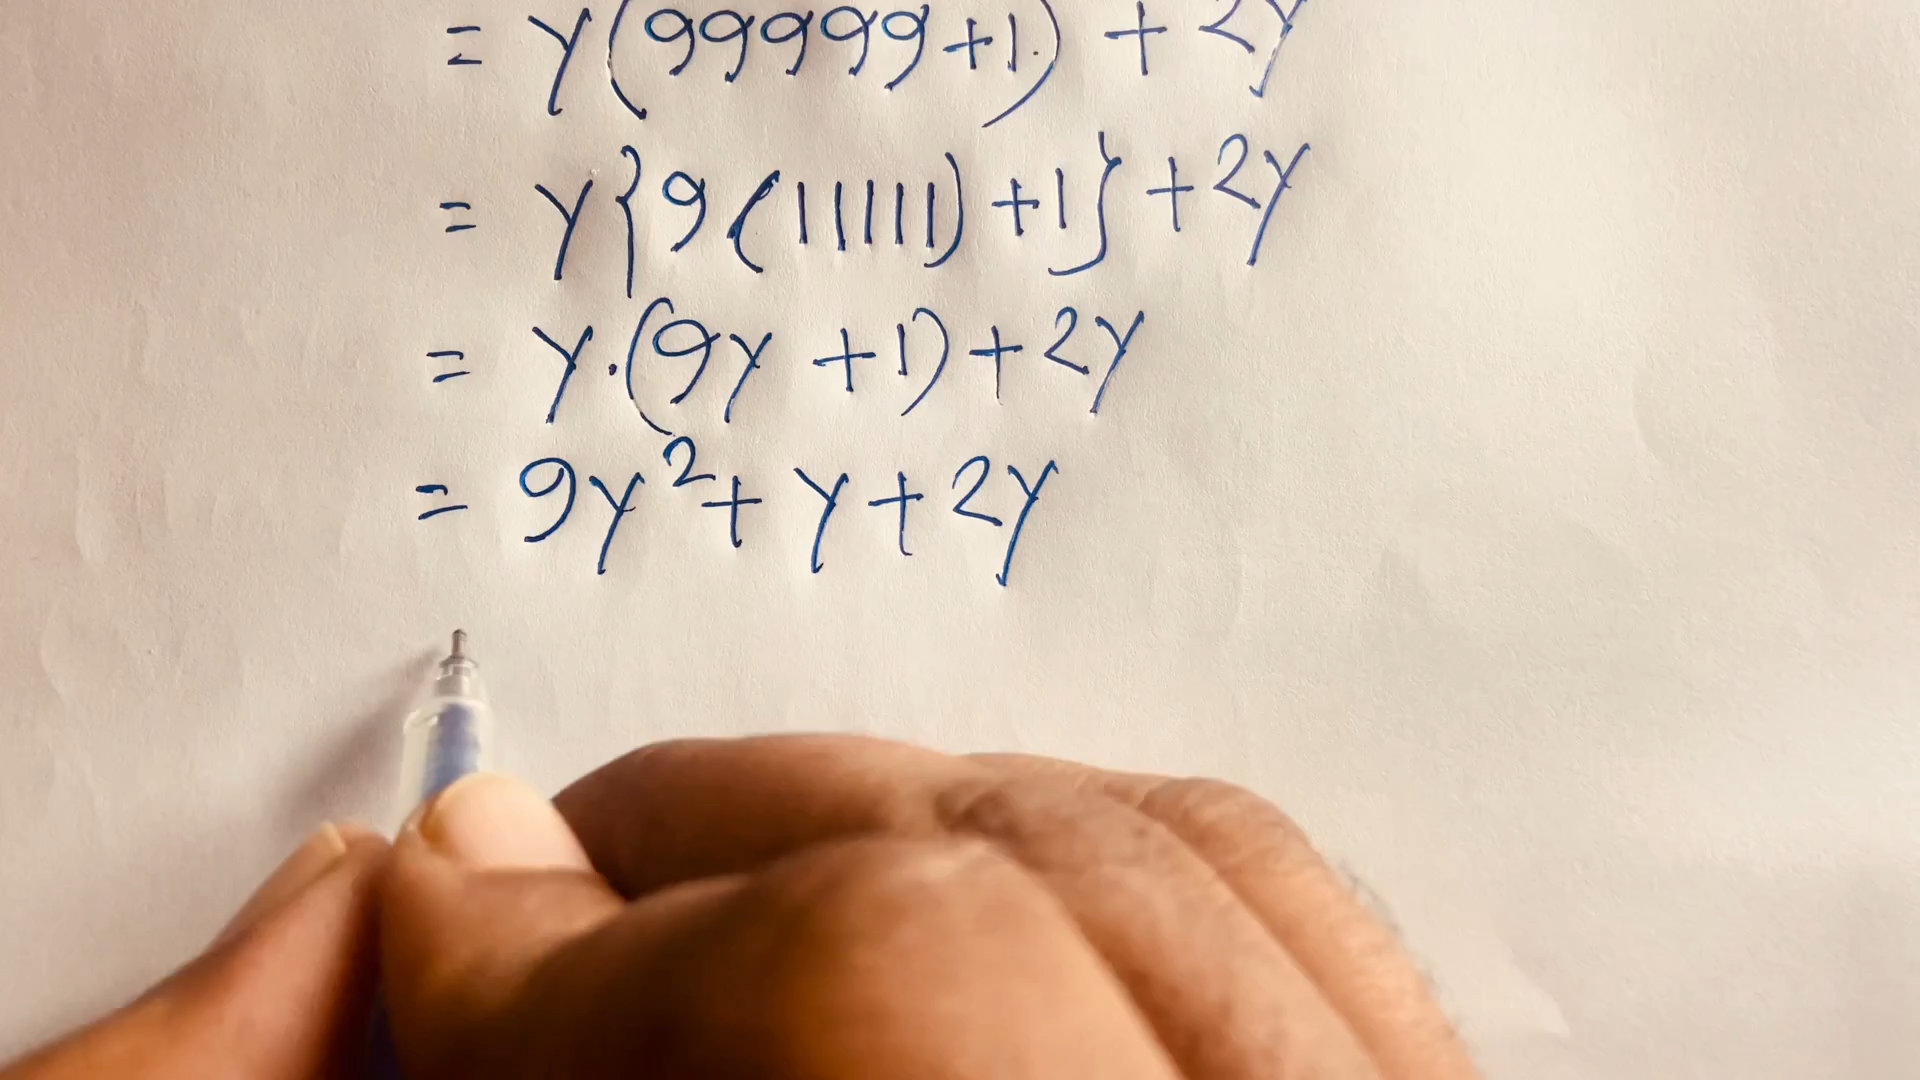 = y(99999+1) + 2y
= y{9(11111)+1}+2y
= y.(9y+1)+2y
= 9y²+y+2y